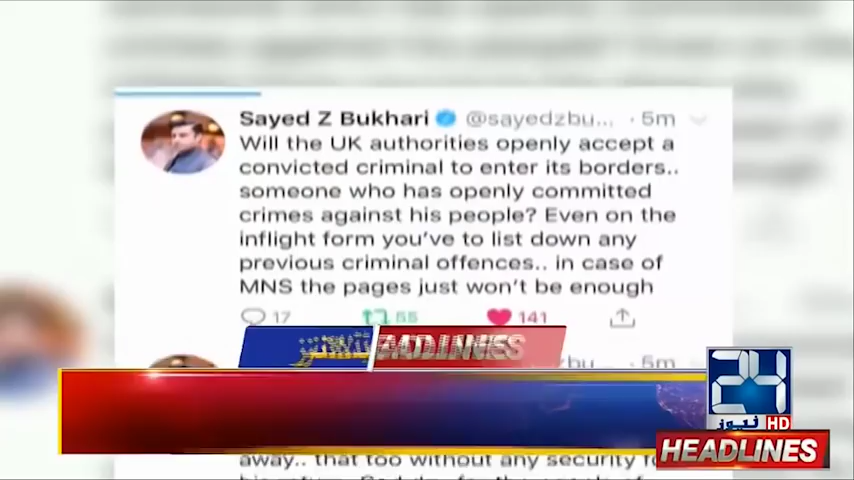 Sayed Z Bukhari @sayedzbu... · 5m
Will the UK authorities openly accept a
convicted criminal to enter its borders..
someone who has openly committed
crimes against his people? Even on the
inflight form you've to list down any
previous criminal offences.. in case of
MNS the pages just won't be enough
17 55 141
HEADLINES
· 5m
24
نیوز HD
HEADLINES
away.. that too without any security